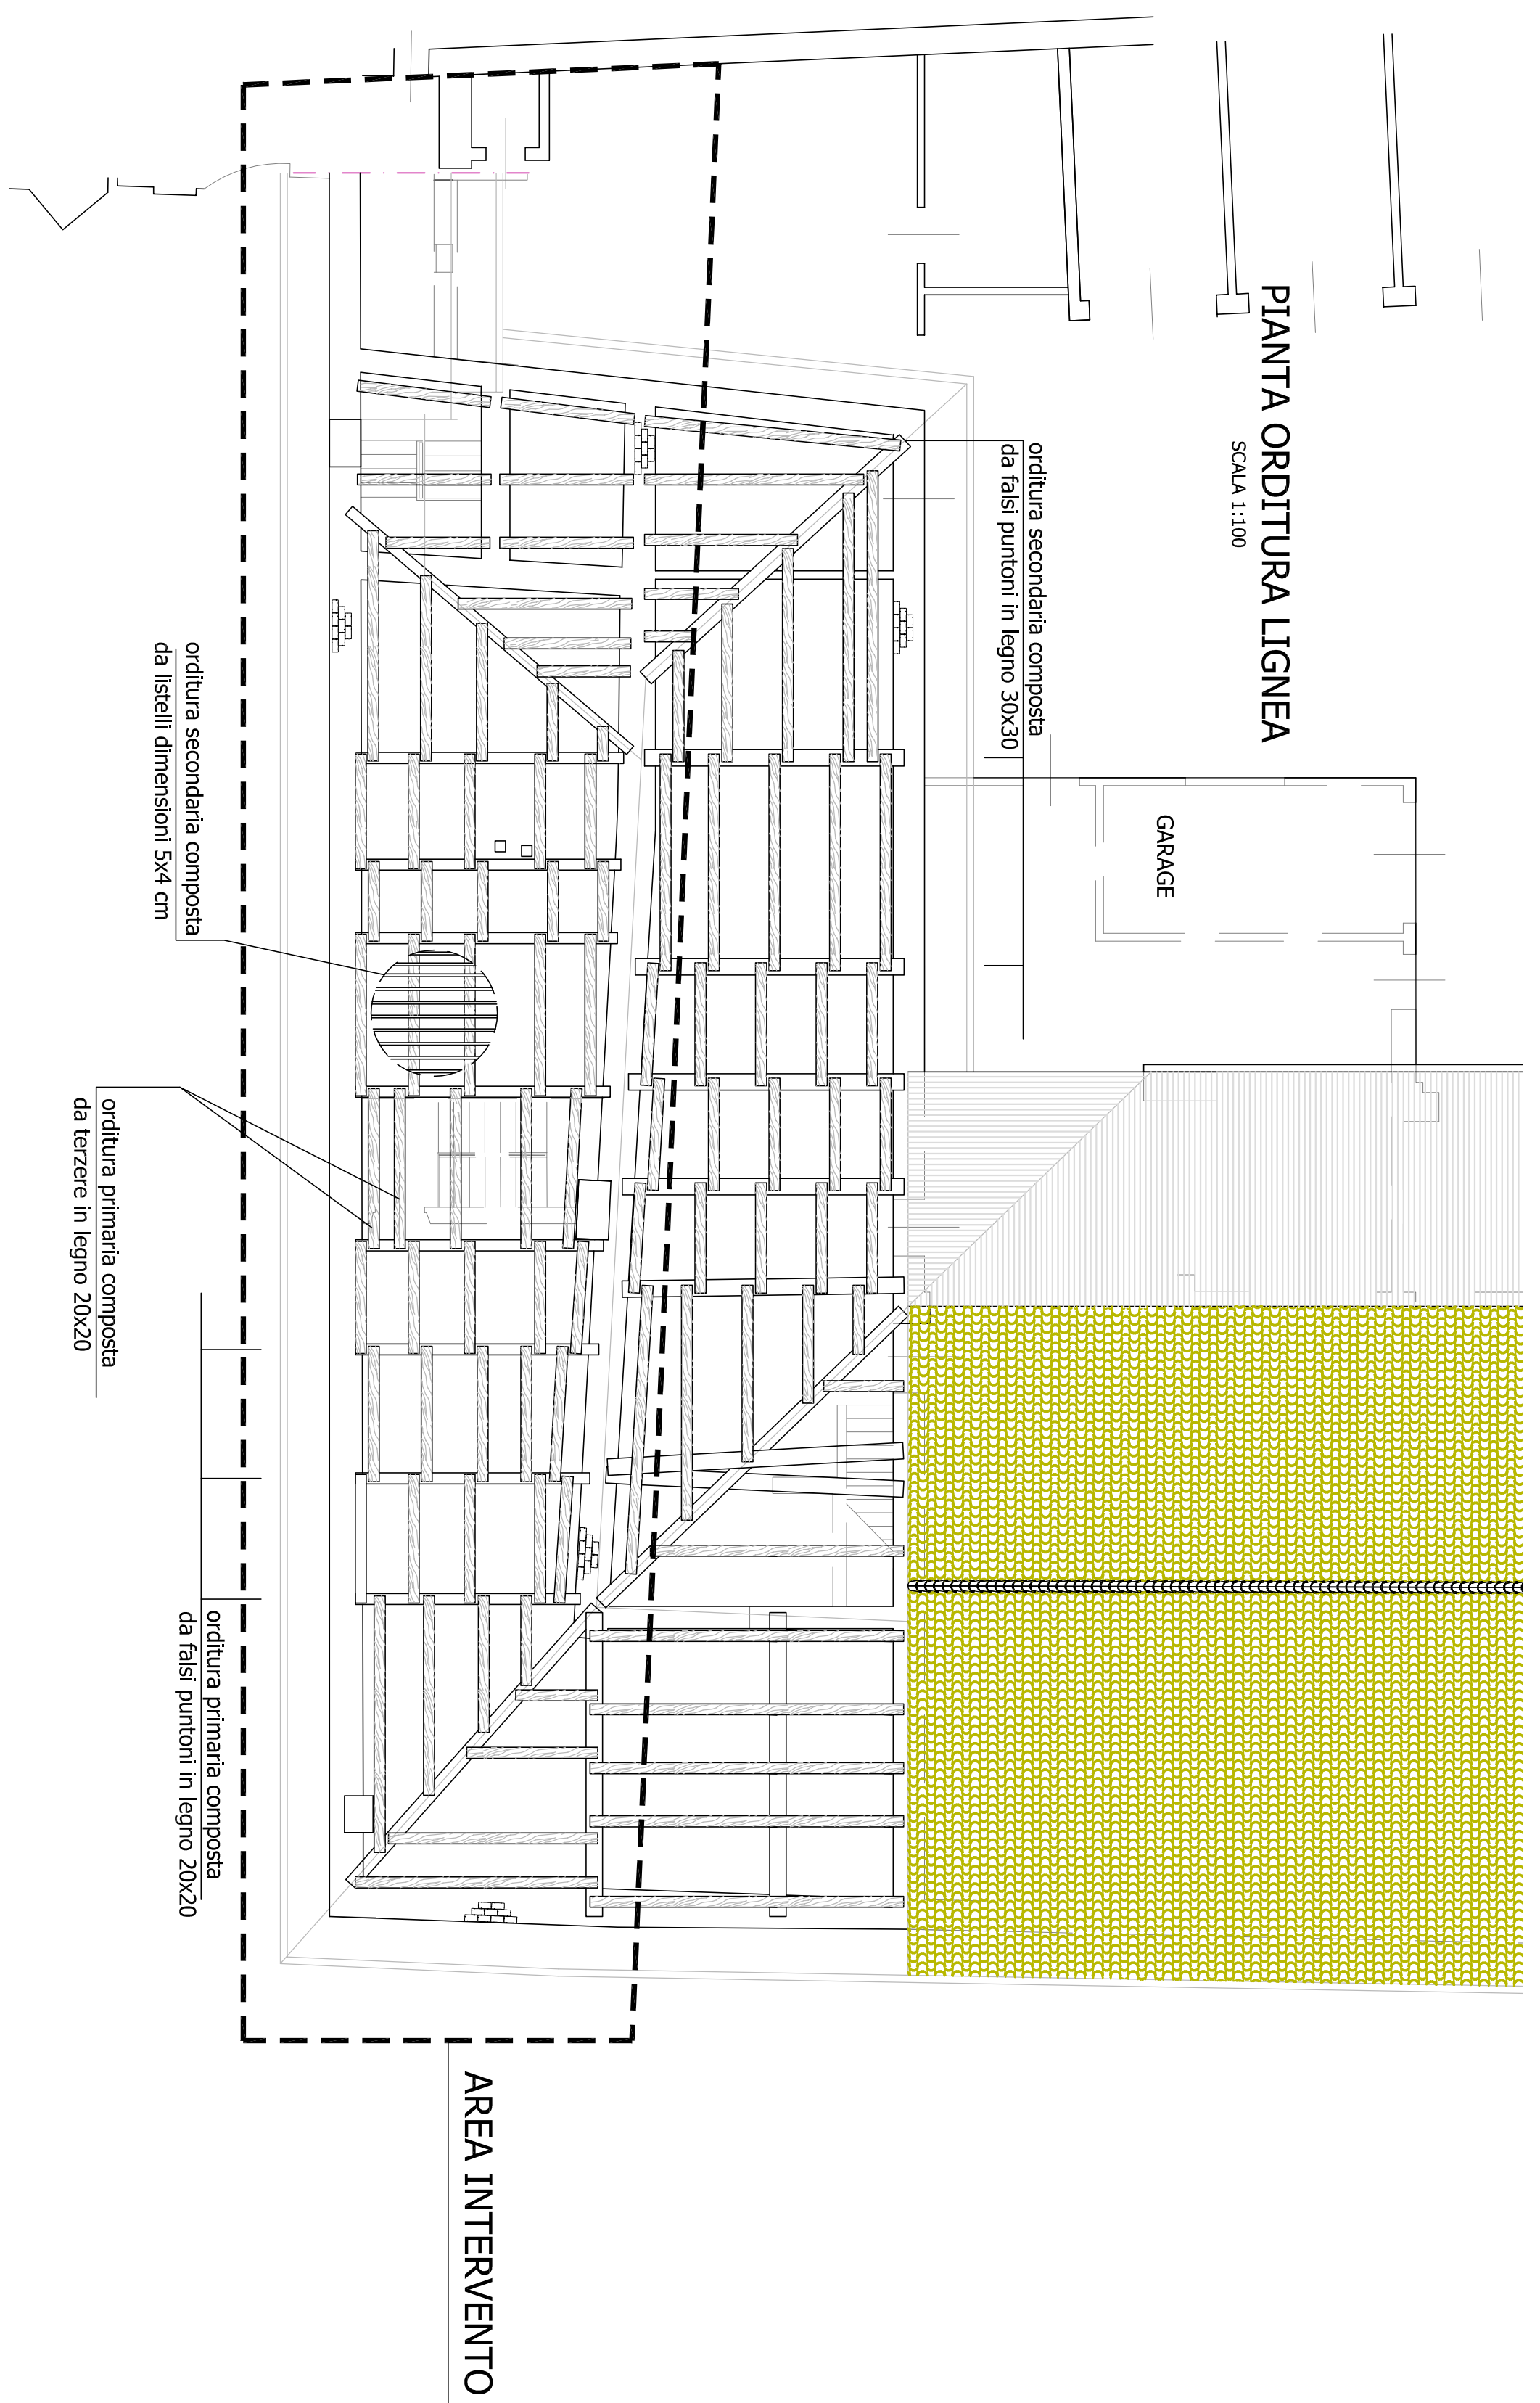 PIANTA ORDITURA LIGNEA
SCALA 1:100
orditura secondaria composta
da falsi puntoni in legno 30x30
GARAGE
orditura secondaria composta
da listelli dimensioni 5x4 cm
orditura primaria composta
da terzere in legno 20x20
orditura primaria composta
da falsi puntoni in legno 20x20
AREA INTERVENTO